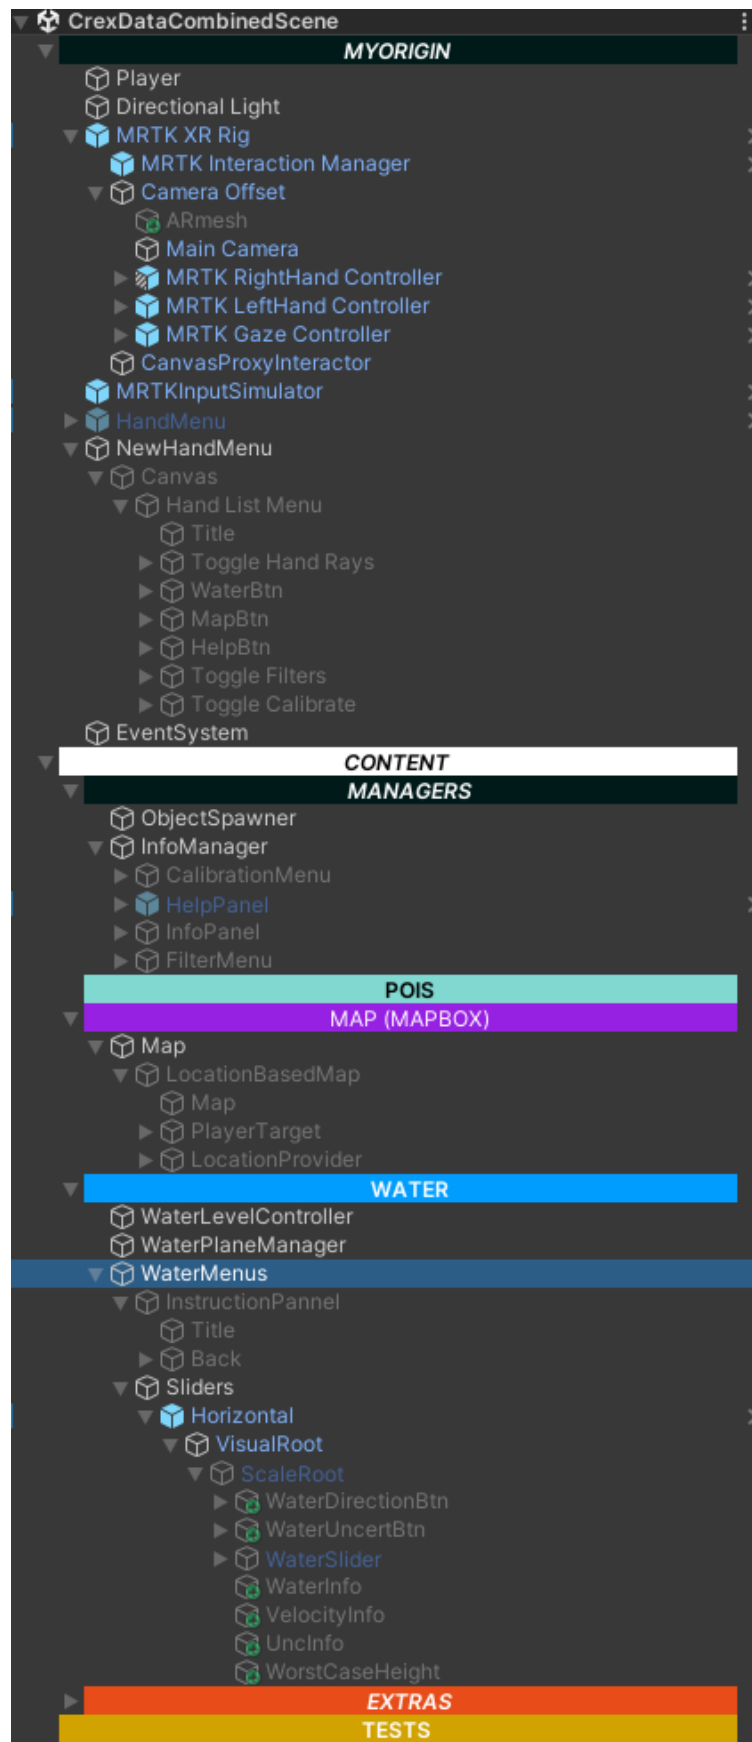 CrexDataCombinedScene
MYORIGIN
Player
Directional Light
MRTK XR Rig
MRTK Interaction Manager
Camera Offset
ARmesh
Main Camera
MRTK RightHand Controller
MRTK LeftHand Controller
MRTK Gaze Controller
CanvasProxyInteractor
MRTKInputSimulator
HandMenu
NewHandMenu
Canvas
Hand List Menu
Title
Toggle Hand Rays
WaterBtn
MapBtn
HelpBtn
Toggle Filters
Toggle Calibrate
EventSystem
CONTENT
MANAGERS
ObjectSpawner
InfoManager
CalibrationMenu
HelpPanel
InfoPanel
FilterMenu
POIS
MAP (MAPBOX)
Map
LocationBasedMap
Map
PlayerTarget
LocationProvider
WATER
WaterLevelController
WaterPlaneManager
WaterMenus
InstructionPannel
Title
Back
Sliders
Horizontal
VisualRoot
ScaleRoot
WaterDirectionBtn
WaterUncertBtn
WaterSlider
WaterInfo
VelocityInfo
UncInfo
WorstCaseHeight
EXTRAS
TESTS